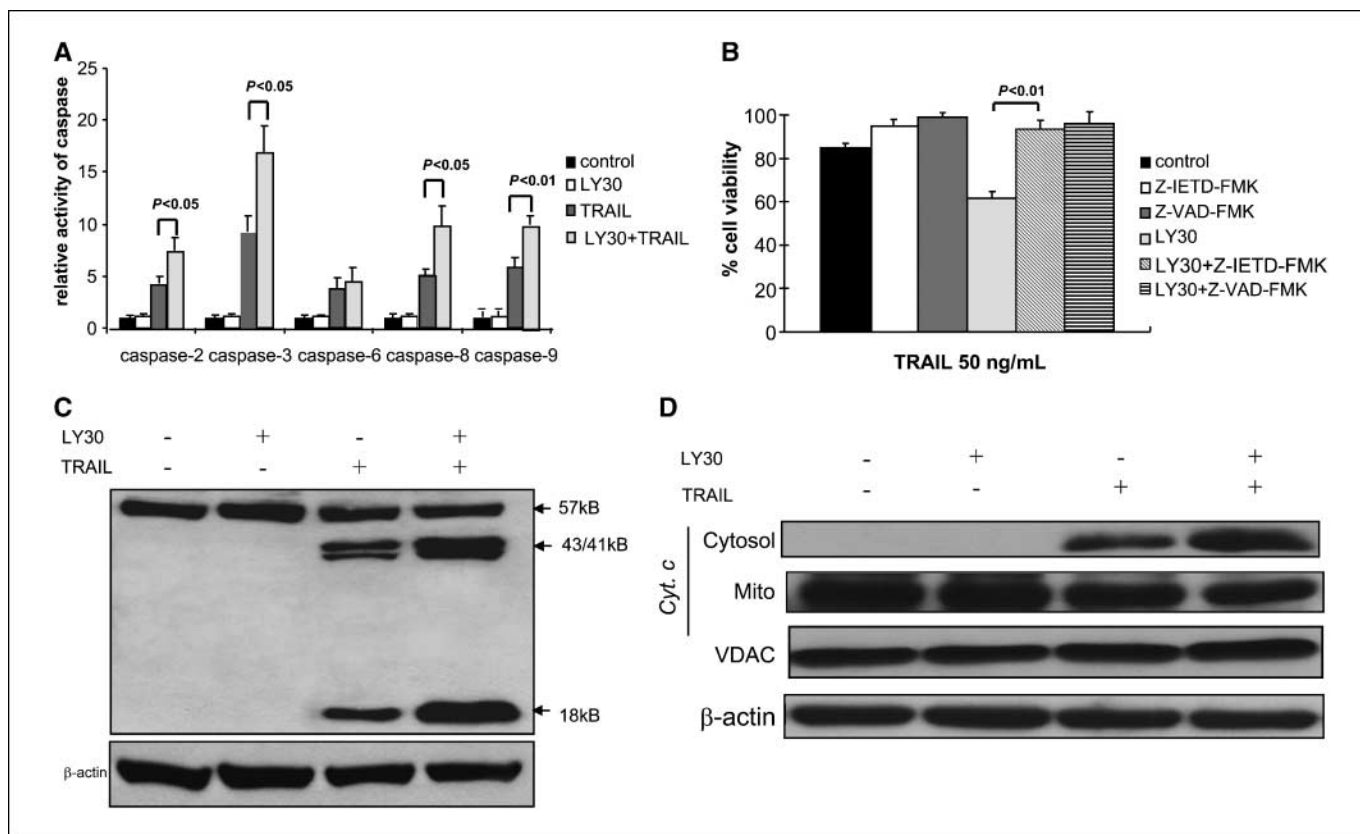 A
relative activity of caspase
25
20
15
10
5
0
P<0.05
P<0.05
P<0.05
P<0.01
caspase-2 caspase-3 caspase-6 caspase-8 caspase-9
control
LY30
TRAIL
LY30+TRAIL
B
% cell viability
100
80
60
40
20
0
P<0.01
TRAIL 50 ng/mL
control
Z-IETD-FMK
Z-VAD-FMK
LY30
LY30+Z-IETD-FMK
LY30+Z-VAD-FMK
C
LY30 - + - +
TRAIL - - + +
57kB
43/41kB
18kB
β-actin
D
LY30 - + - +
TRAIL - - + +
Cyt. c
Cytosol
Mito
VDAC
β-actin